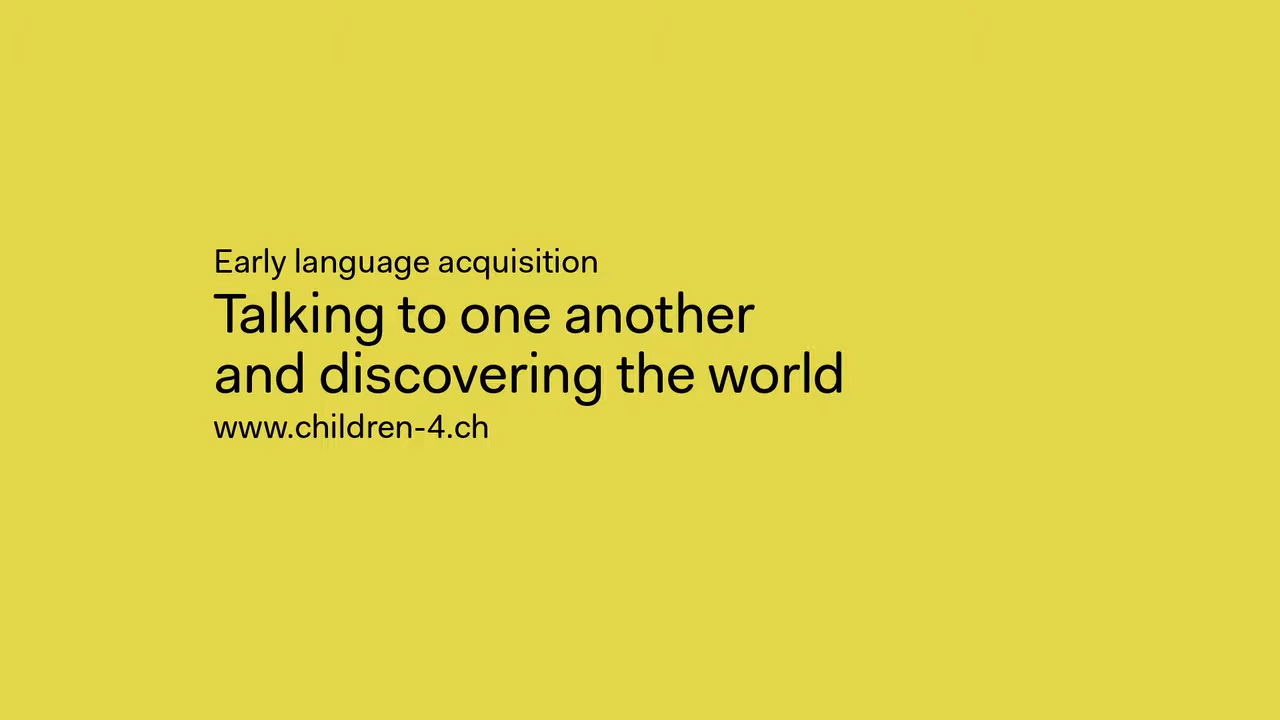 Early language acquisition
Talking to one another
and discovering the world
www.children-4.ch